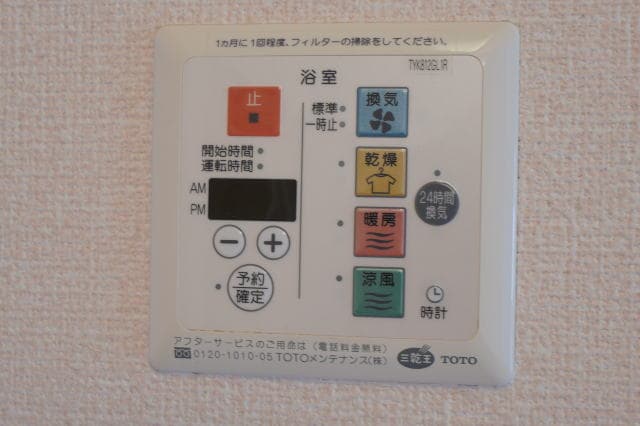 1ヵ月に1回程度、フィルターの掃除をしてください。
TYK812GL1R
浴室
止
換気
標準
一時止
開始時間
運転時間
乾燥
AM
PM
24時間
換気
暖房
予約
確定
涼風
時計
アフターサービスのご用命は(電話料金無料)
0120-1010-05 TOTOメンテナンス(株)
三乾王 TOTO